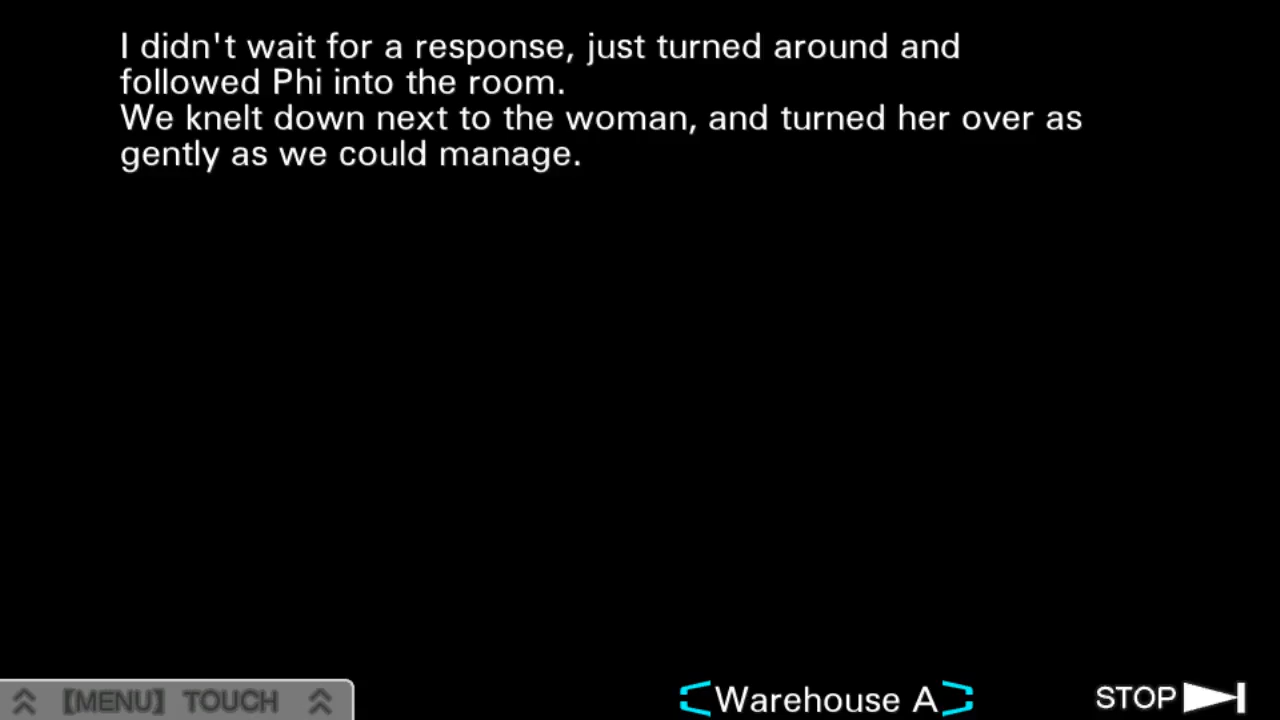 I didn't wait for a response, just turned around and
followed Phi into the room.
We knelt down next to the woman, and turned her over as
gently as we could manage.
【MENU】 TOUCH
Warehouse A
STOP